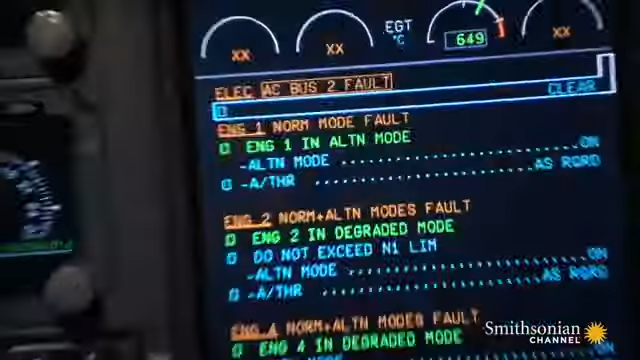 XX XX EGT °C 649 XX
ELEC AC BUS 2 FAULT
CLEAR
ENG 1 NORM MODE FAULT
ENG 1 IN ALTN MODE
-ALTN MODE ..............................ON
-A/THR ..............................AS RQRD
ENG 2 NORM+ALTN MODES FAULT
ENG 2 IN DEGRADED MODE
DO NOT EXCEED N1 LIM
-ALTN MODE ..............................ON
-A/THR ..............................AS RQRD
ENG 4 NORM+ALTN MODES FAULT
ENG 4 IN DEGRADED MODE
Smithsonian
CHANNEL